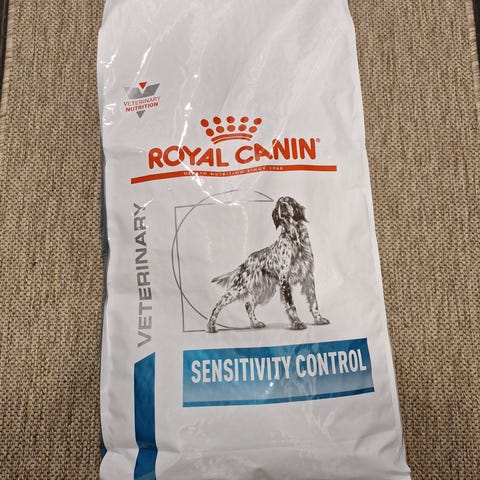 VETERINARY
NUTRITION
ROYAL CANIN
HEALTH NUTRITION SINCE 1968
VETERINARY
SENSITIVITY CONTROL